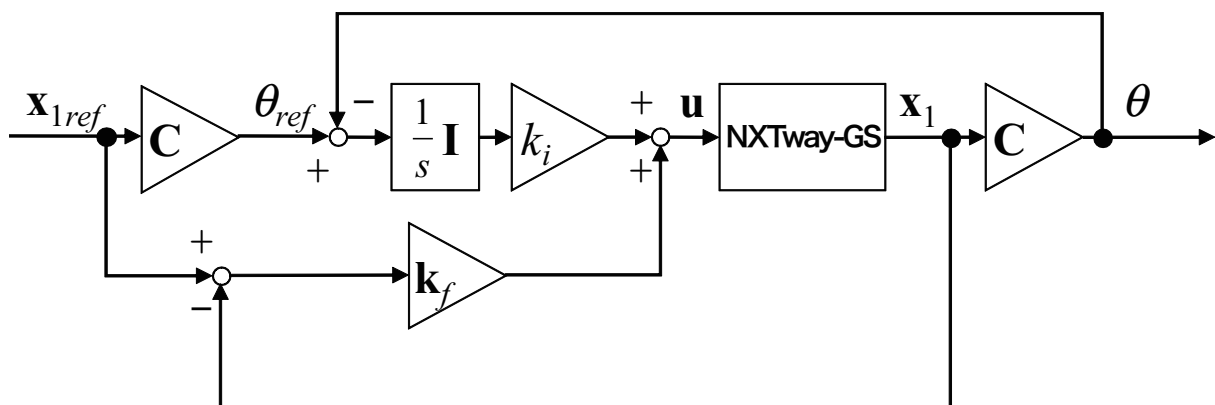 x1ref
C
θref
−
+
1/s I
ki
+
+
u
NXTway-GS
x1
C
θ
+
−
kf